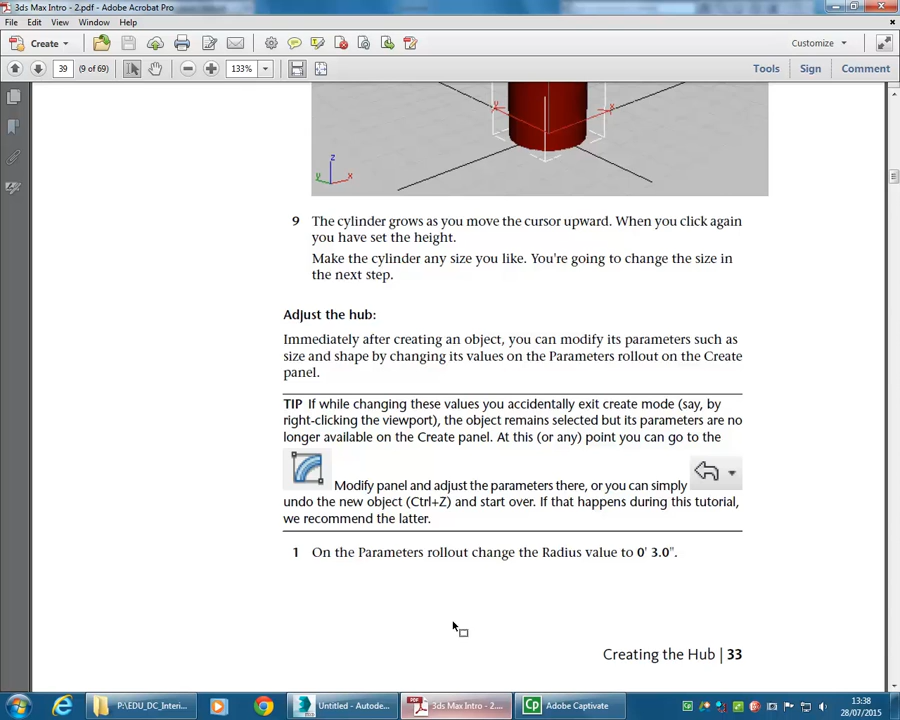 3ds Max Intro - 2.pdf - Adobe Acrobat Pro
File Edit View Window Help
Create
Customize
39 (9 of 69) 133% Tools Sign Comment
y x
z
y x
9 The cylinder grows as you move the cursor upward. When you click again
you have set the height.
Make the cylinder any size you like. You're going to change the size in
the next step.
Adjust the hub:
Immediately after creating an object, you can modify its parameters such as
size and shape by changing its values on the Parameters rollout on the Create
panel.
TIP If while changing these values you accidentally exit create mode (say, by
right-clicking the viewport), the object remains selected but its parameters are no
longer available on the Create panel. At this (or any) point you can go to the
Modify panel and adjust the parameters there, or you can simply
undo the new object (Ctrl+Z) and start over. If that happens during this tutorial,
we recommend the latter.
1 On the Parameters rollout change the Radius value to 0' 3.0".
Creating the Hub | 33
P:\EDU_DC_Interi... Untitled - Autode... 3ds Max Intro - 2.... Cp Adobe Captivate
13:38
28/07/2015